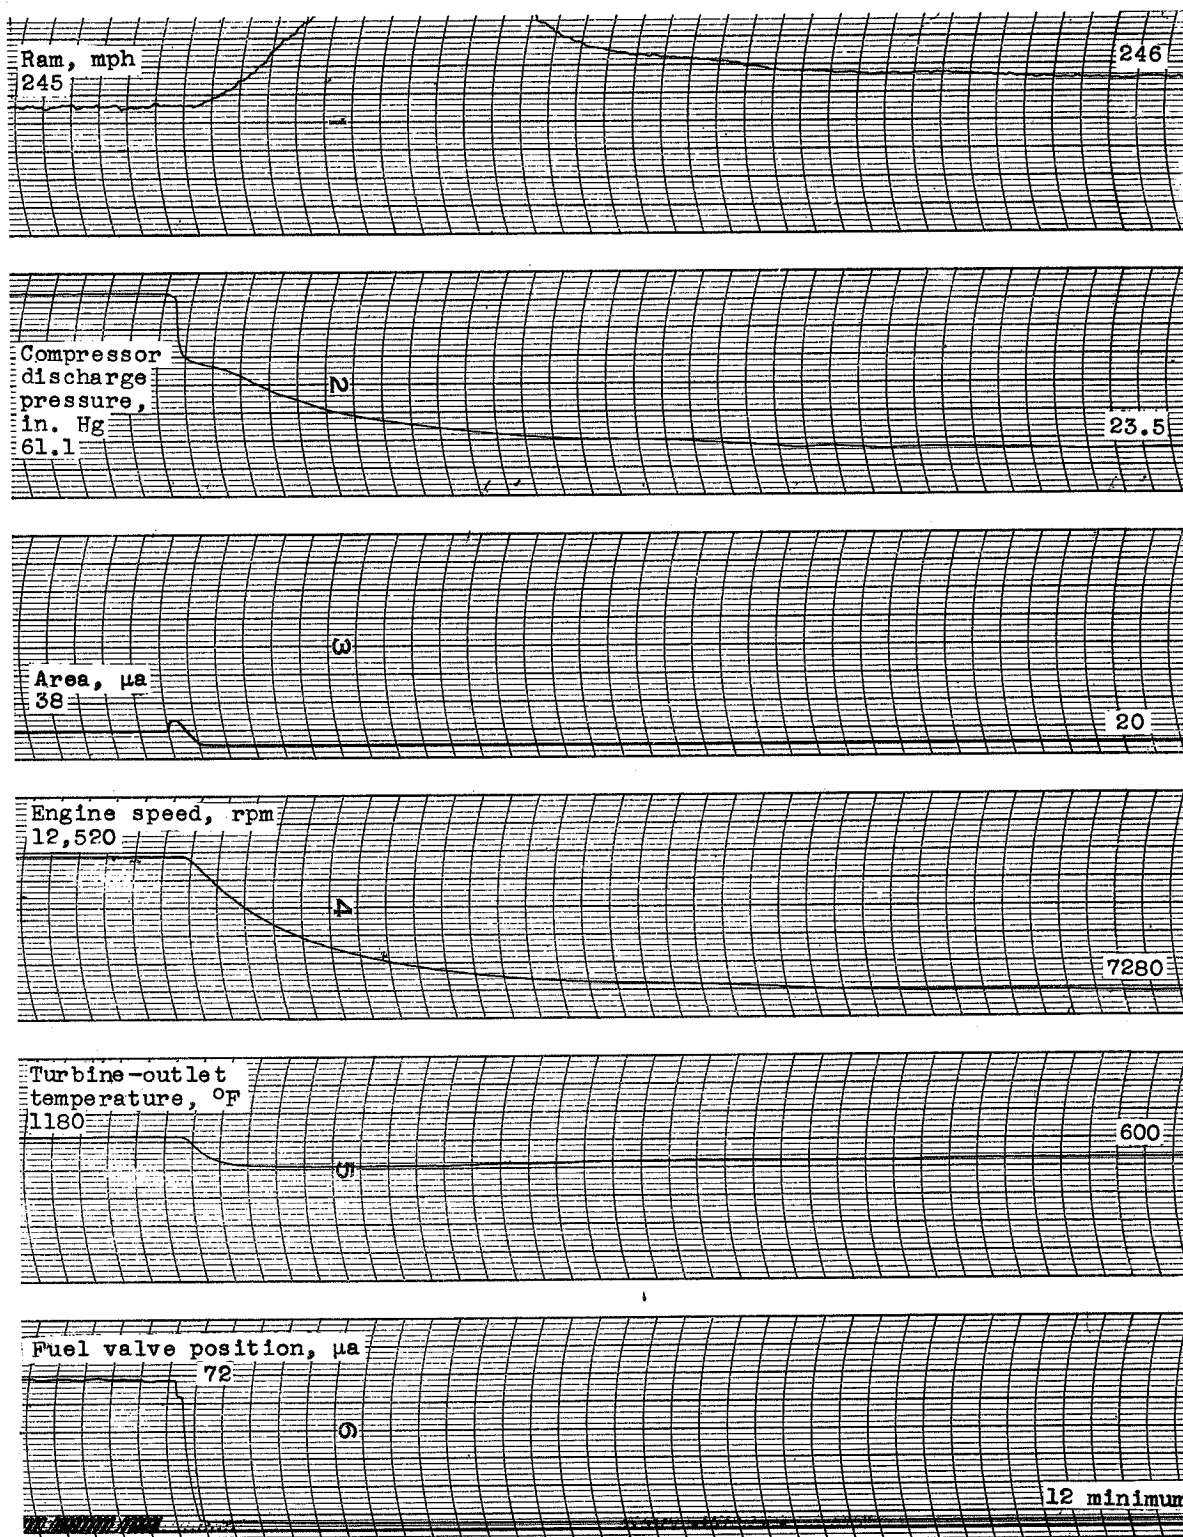 Ram, mph
245
246
1
Compressor
discharge
pressure,
in. Hg
61.1
2
23.5
3
Area, μa
38
20
Engine speed, rpm
12,520
4
7280
Turbine-outlet
temperature, °F
1180
600
5
Fuel valve position, μa
72
6
12 minimum